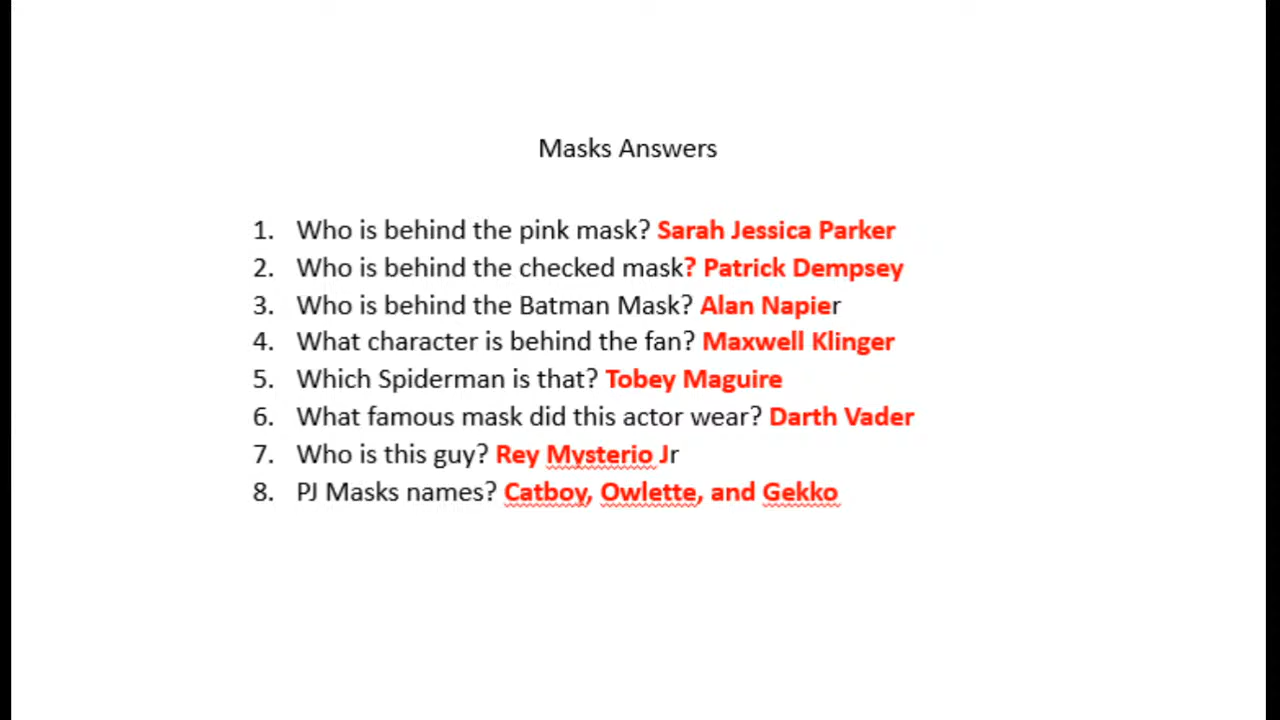 Masks Answers
1. Who is behind the pink mask? Sarah Jessica Parker
2. Who is behind the checked mask? Patrick Dempsey
3. Who is behind the Batman Mask? Alan Napier
4. What character is behind the fan? Maxwell Klinger
5. Which Spiderman is that? Tobey Maguire
6. What famous mask did this actor wear? Darth Vader
7. Who is this guy? Rey Mysterio Jr
8. PJ Masks names? Catboy, Owlette, and Gekko